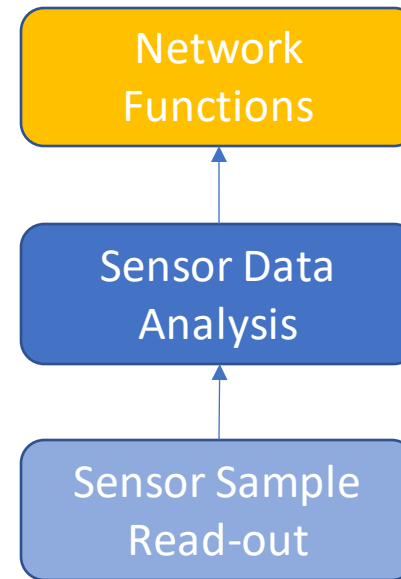 Network
Functions
Sensor Data
Analysis
Sensor Sample
Read-out